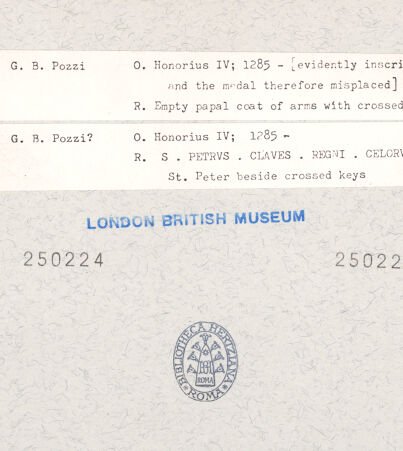 G. B. Pozzi O. Honorius IV; 1285 - [evidently inscri
and the medal therefore misplaced]
R. Empty papal coat of arms with crossed
G. B. Pozzi? O. Honorius IV; 1285 -
R. S . PETRVS . CLAVES . REGNI . CELORV
St. Peter beside crossed keys
LONDON BRITISH MUSEUM
250224 25022
BIBLIOTHECA HERTZIANA
ROMA
ROMA